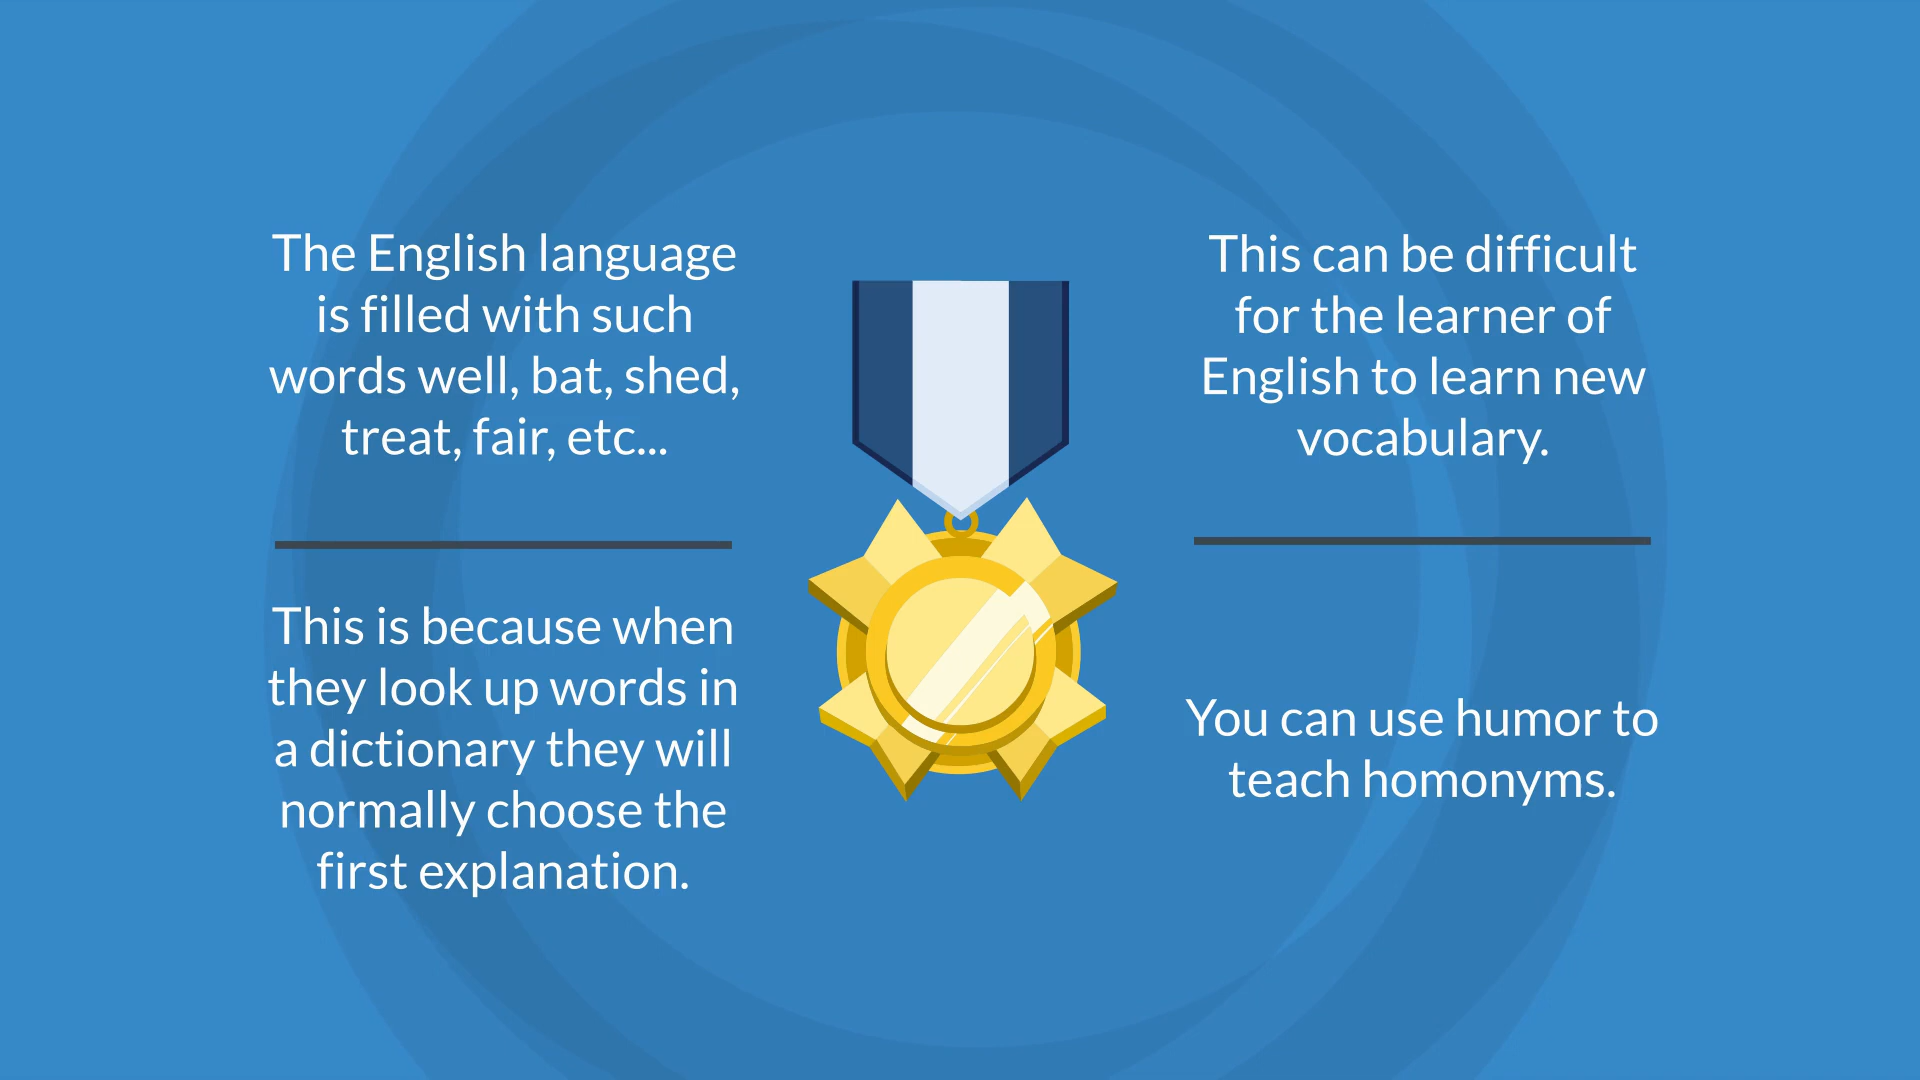 The English language
is filled with such
words well, bat, shed,
treat, fair, etc...
This can be difficult
for the learner of
English to learn new
vocabulary.
This is because when
they look up words in
a dictionary they will
normally choose the
first explanation.
You can use humor to
teach homonyms.